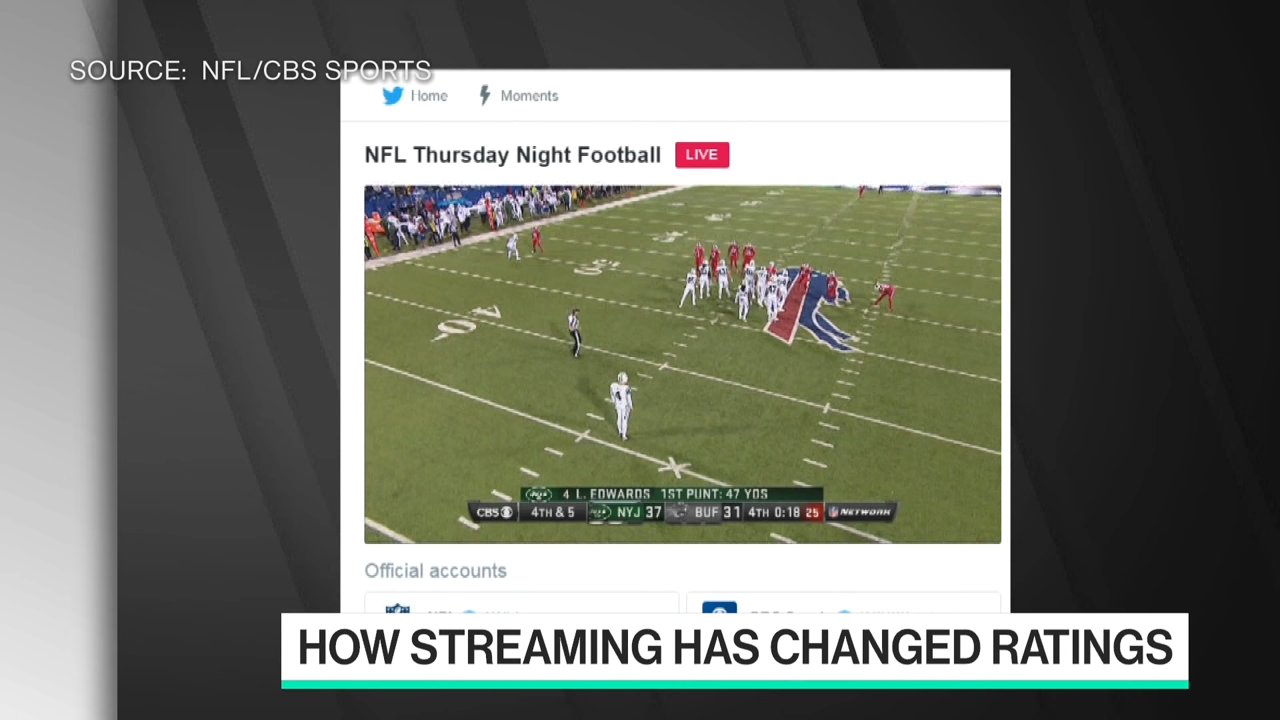 SOURCE: NFL/CBS SPORTS
Home Moments
NFL Thursday Night Football LIVE
4 L. EDWARDS 1ST PUNT: 47 YDS
CBS 4TH & 5 NYJ 37 BUF 31 4TH 0:18 25 NFL NETWORK
Official accounts
HOW STREAMING HAS CHANGED RATINGS